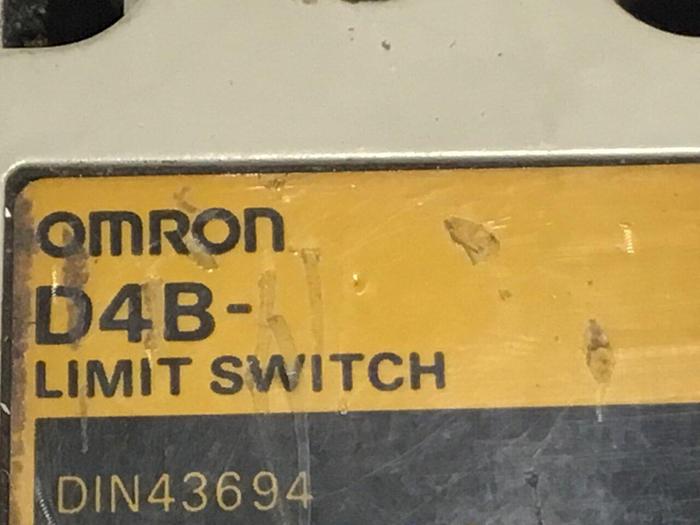 OMRON
D4B-
LIMIT SWITCH
DIN43694